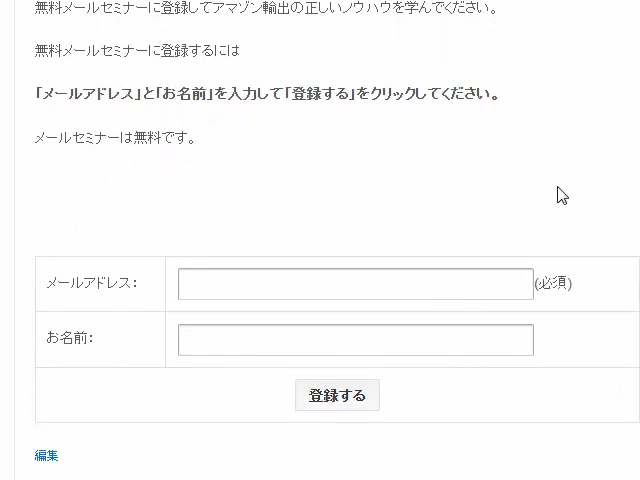 無料メールセミナーに登録してアマゾン輸出の正しいノウハウを学んでください。
無料メールセミナーに登録するには
「メールアドレス」と「お名前」を入力して「登録する」をクリックしてください。
メールセミナーは無料です。
メールアドレス: (必須)
お名前:
登録する
編集